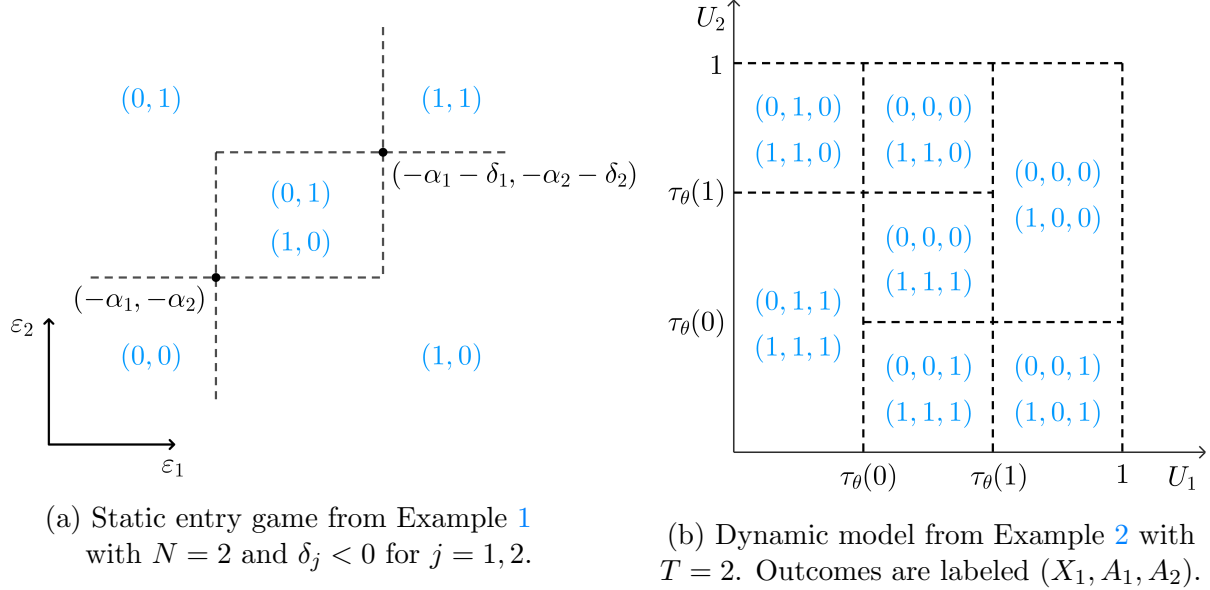 (0, 1)
(1, 1)
(−α₁ − δ₁, −α₂ − δ₂)
(0, 1)
(1, 0)
(−α₁, −α₂)
ε₂
(0, 0)
(1, 0)
ε₁
(a) Static entry game from Example 1
with N = 2 and δⱼ < 0 for j = 1, 2.
U₂
1
(0, 1, 0)
(1, 1, 0)
(0, 0, 0)
(1, 1, 0)
(0, 0, 0)
(1, 0, 0)
τθ(1)
(0, 0, 0)
(1, 1, 1)
(0, 1, 1)
(1, 1, 1)
τθ(0)
(0, 0, 1)
(1, 1, 1)
(0, 0, 1)
(1, 0, 1)
τθ(0)
τθ(1)
1
U₁
(b) Dynamic model from Example 2 with
T = 2. Outcomes are labeled (X₁, A₁, A₂).